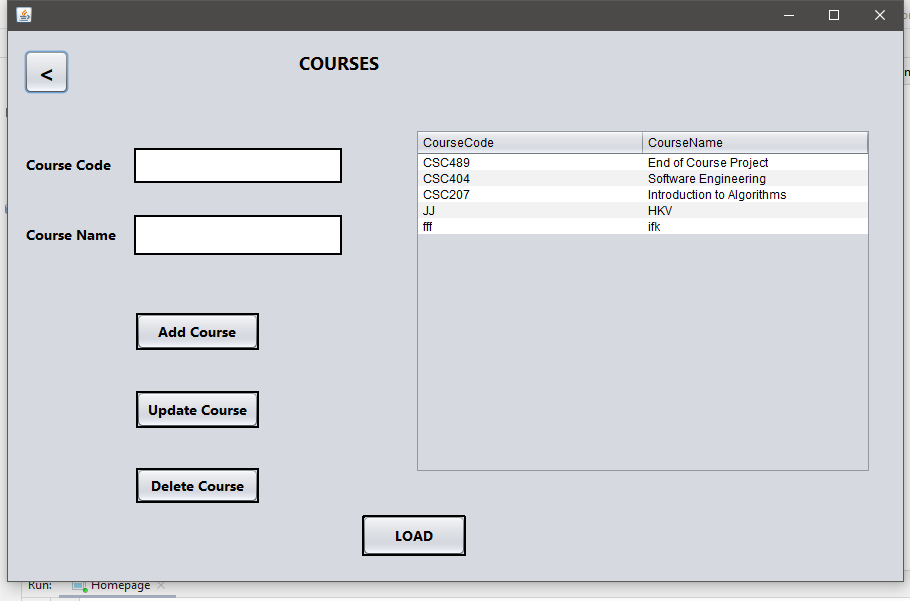 <
COURSES
Course Code
Course Name
Add Course
Update Course
Delete Course
LOAD
CourseCode CourseName
CSC489 End of Course Project
CSC404 Software Engineering
CSC207 Introduction to Algorithms
JJ HKV
fff ifk
Run: Homepage